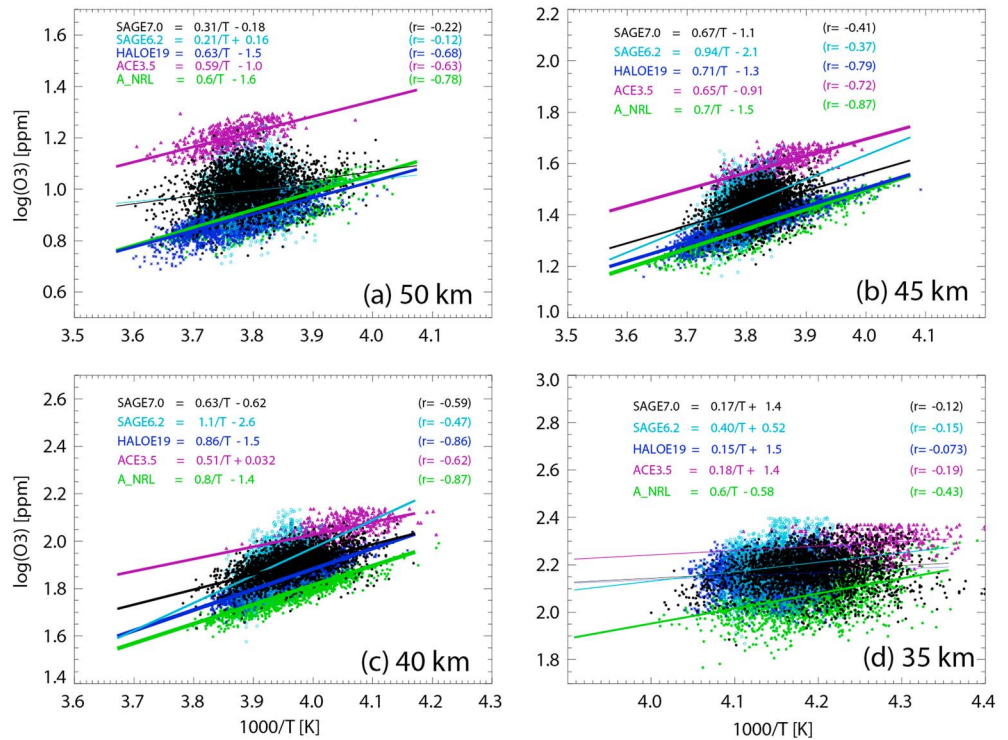 SAGE7.0 = 0.31/T - 0.18 (r= -0.22)
SAGE6.2 = 0.21/T + 0.16 (r= -0.12)
HALOE19 = 0.63/T - 1.5 (r= -0.68)
ACE3.5 = 0.59/T - 1.0 (r= -0.63)
A_NRL = 0.6/T - 1.6 (r= -0.78)
log(O3) [ppm]
1.6
1.4
1.2
1.0
0.8
0.6
(a) 50 km
3.5 3.6 3.7 3.8 3.9 4.0 4.1 4.2 4.3
SAGE7.0 = 0.67/T - 1.1 (r= -0.41)
SAGE6.2 = 0.94/T - 2.1 (r= -0.37)
HALOE19 = 0.71/T - 1.3 (r= -0.79)
ACE3.5 = 0.65/T - 0.91 (r= -0.72)
A_NRL = 0.7/T - 1.5 (r= -0.87)
2.2
2.0
1.8
1.6
1.4
1.2
1.0
(b) 45 km
3.5 3.6 3.7 3.8 3.9 4.0 4.1
SAGE7.0 = 0.63/T - 0.62 (r= -0.59)
SAGE6.2 = 1.1/T - 2.6 (r= -0.47)
HALOE19 = 0.86/T - 1.5 (r= -0.86)
ACE3.5 = 0.51/T + 0.032 (r= -0.62)
A_NRL = 0.8/T - 1.4 (r= -0.87)
log(O3) [ppm]
2.6
2.4
2.2
2.0
1.8
1.6
1.4
(c) 40 km
3.6 3.7 3.8 3.9 4.0 4.1 4.2 4.3
1000/T [K]
SAGE7.0 = 0.17/T + 1.4 (r= -0.12)
SAGE6.2 = 0.40/T + 0.52 (r= -0.15)
HALOE19 = 0.15/T + 1.5 (r= -0.073)
ACE3.5 = 0.18/T + 1.4 (r= -0.19)
A_NRL = 0.6/T - 0.58 (r= -0.43)
3.0
2.8
2.6
2.4
2.2
2.0
1.8
(d) 35 km
4.0 4.1 4.2 4.3 4.4
1000/T [K]